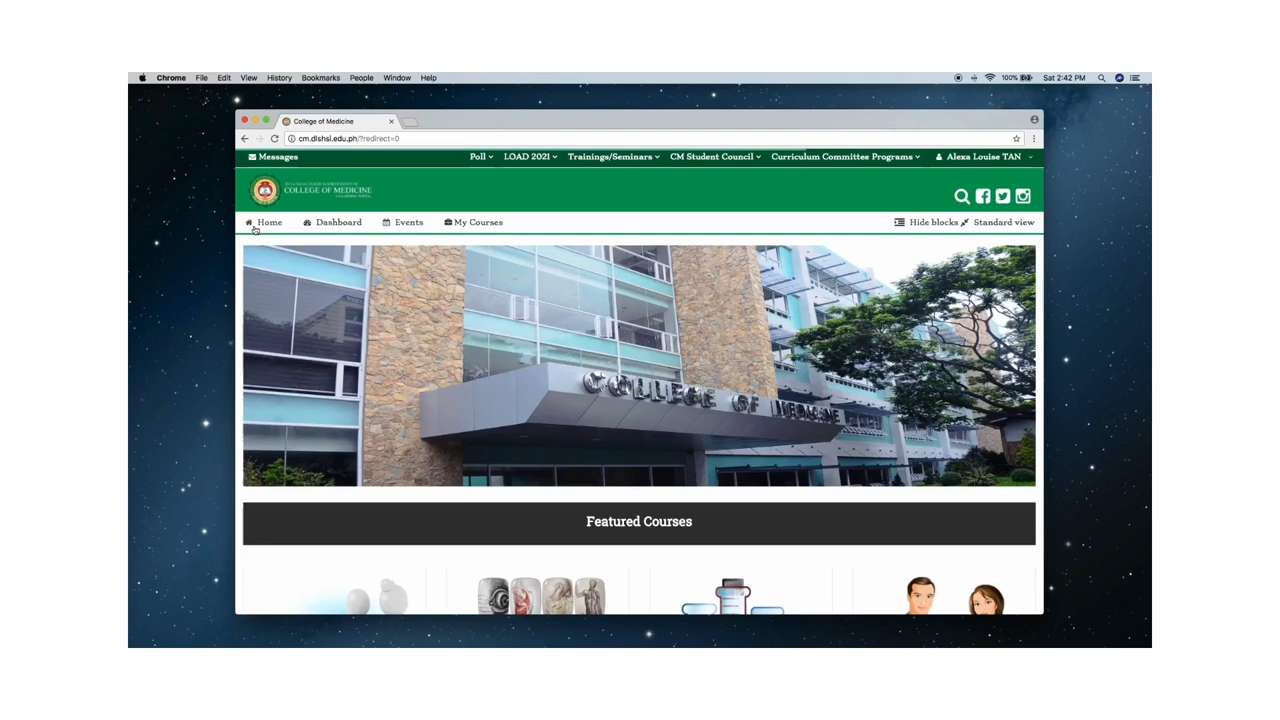 Chrome File Edit View History Bookmarks People Window Help
100%
Sat 2:42 PM
College of Medicine
cm.dlshsi.edu.ph/?redirect=0
Messages
Poll LOAD 2021 Trainings/Seminars CM Student Council Curriculum Committee Programs Alexa Louise TAN
COLLEGE OF MEDICINE
Home Dashboard Events My Courses
Hide blocks Standard view
COLLEGE OF MEDICINE
Featured Courses